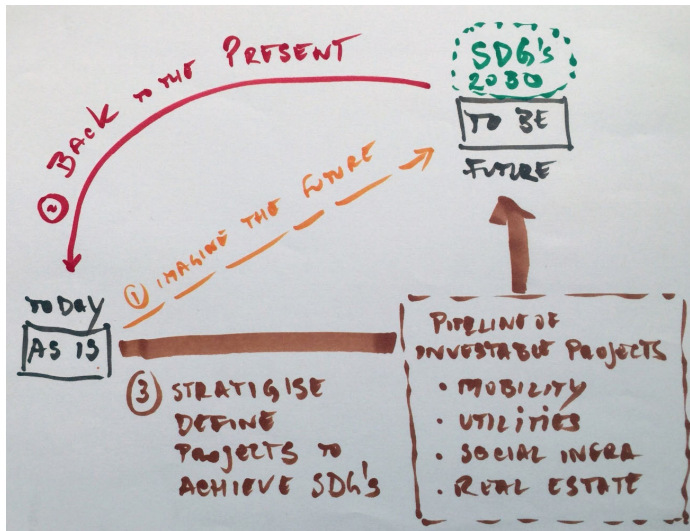 SDG's
2030
TO BE
FUTURE
② BACK TO THE PRESENT
① IMAGINE THE FUTURE
TODAY
AS IS
③ STRATIGISE
DEFINE
PROJECTS TO
ACHIEVE SDG's
PIPELINE OF
INVESTABLE PROJECTS
· MOBILITY
· UTILITIES
· SOCIAL INFRA
· REAL ESTATE